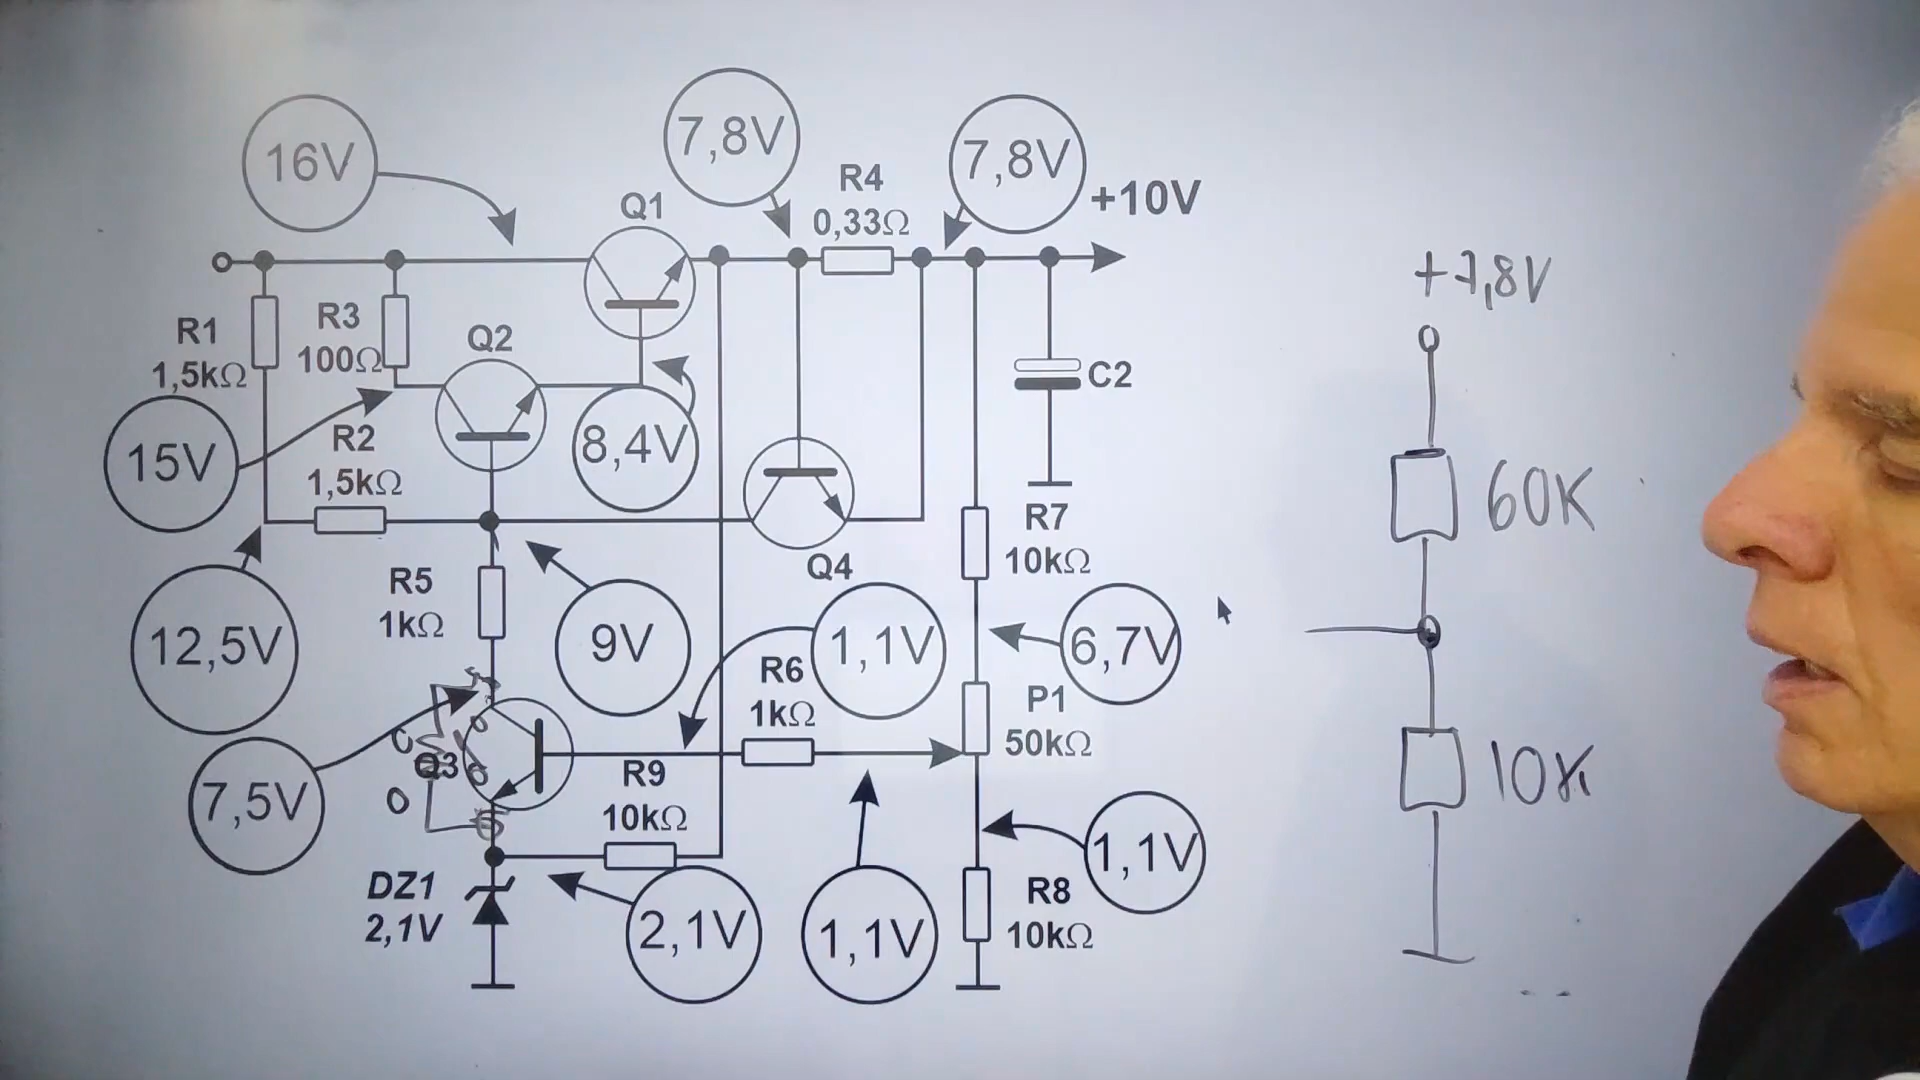 16V
7,8V
7,8V
+10V
R4
0,33Ω
Q1
+7,8V
R1
1,5kΩ
R3
100Ω
Q2
C2
15V
R2
1,5kΩ
8,4V
60K
R7
10kΩ
Q4
12,5V
R5
1kΩ
9V
1,1V
6,7V
R6
1kΩ
P1
50kΩ
C
Q3
O
7,5V
R9
10kΩ
10K
1,1V
DZ1
2,1V
2,1V
1,1V
R8
10kΩ